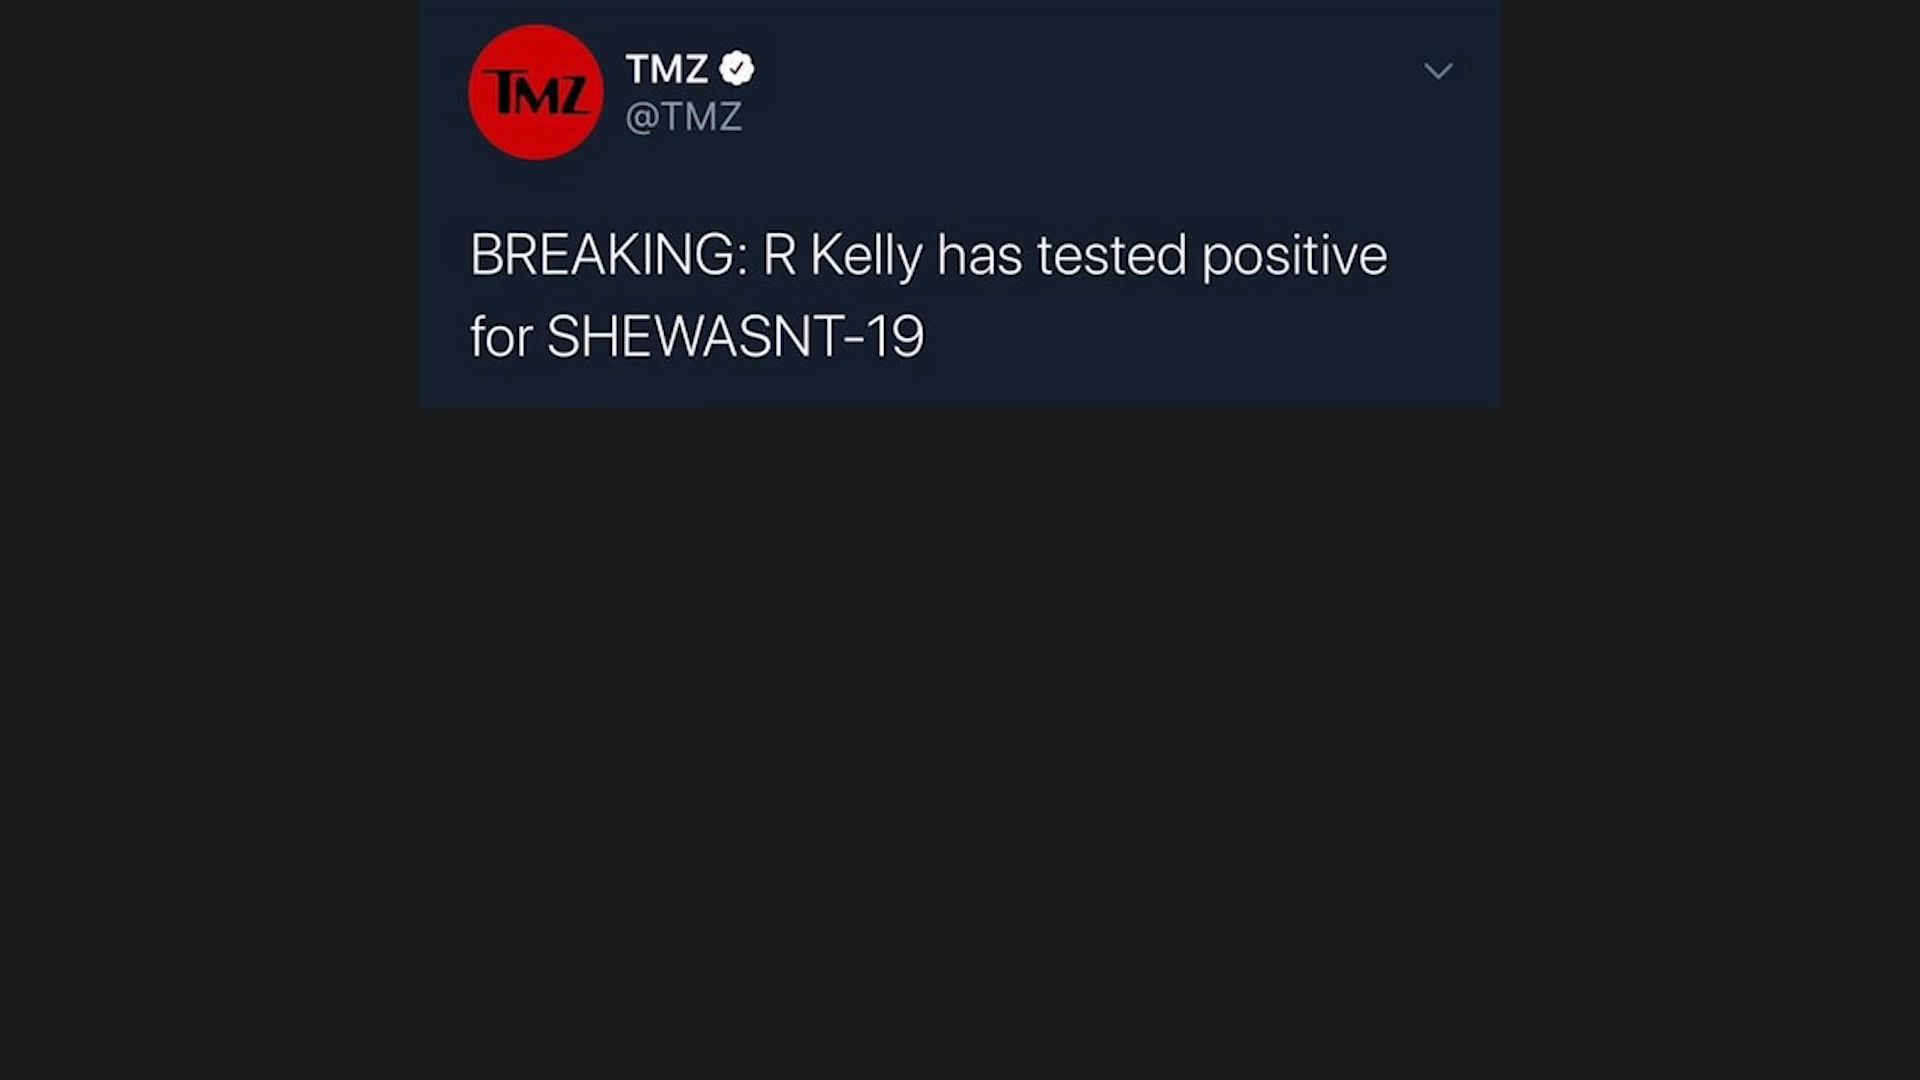 TMZ
TMZ
@TMZ
BREAKING: R Kelly has tested positive
for SHEWASNT-19